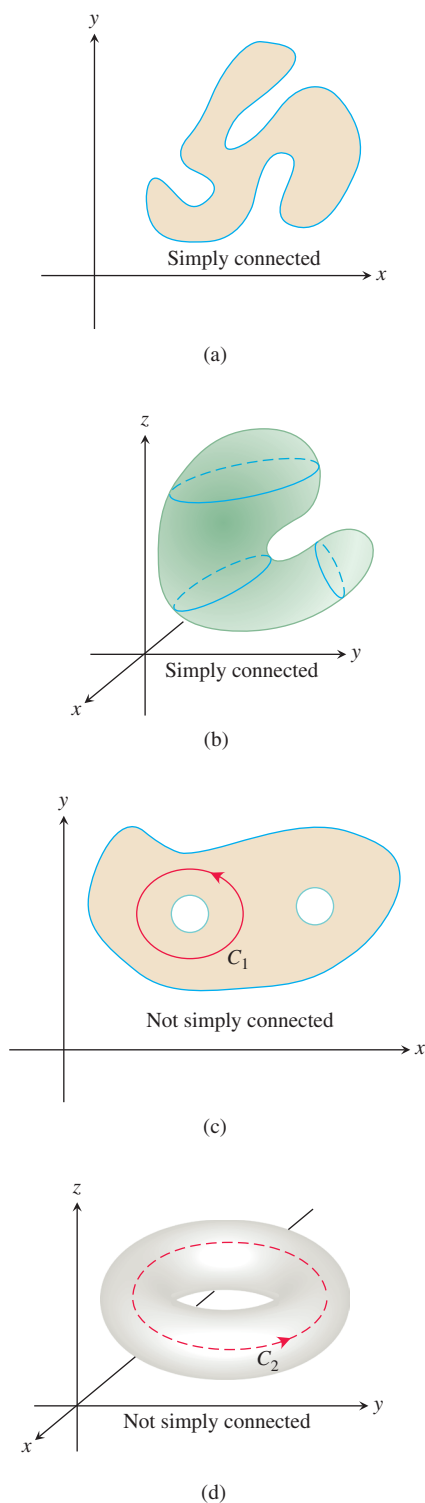 y
Simply connected
x
(a)
z
y
Simply connected
x
(b)
y
C₁
Not simply connected
x
(c)
z
C₂
y
Not simply connected
x
(d)